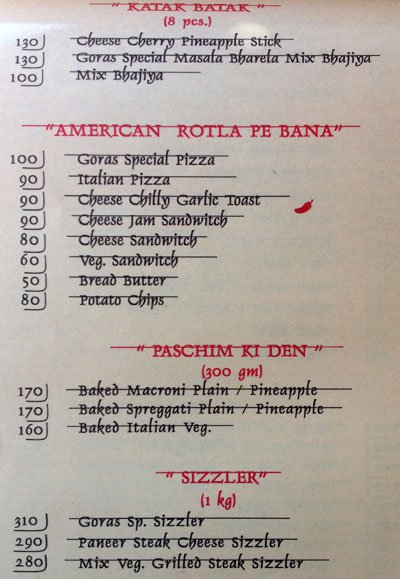 " KATAK BATAK "
(8 pcs.)
130 Cheese Cherry Pineapple Stick
130 Goras Special Masala Bharela Mix Bhajiya
100 Mix Bhajiya
"AMERICAN ROTLA PE BANA"
100 Goras Special Pizza
90 Italian Pizza
90 Cheese Chilly Garlic Toast
90 Cheese Jam Sandwitch
80 Cheese Sandwitch
60 Veg. Sandwitch
50 Bread Butter
80 Potato Chips
" PASCHIM KI DEN "
(300 gm)
170 Baked Macroni Plain / Pineapple
170 Baked Spreggati Plain / Pineapple
160 Baked Italian Veg.
" SIZZLER"
(1 kg)
310 Goras Sp. Sizzler
290 Paneer Steak Cheese Sizzler
280 Mix Veg. Grilled Steak Sizzler